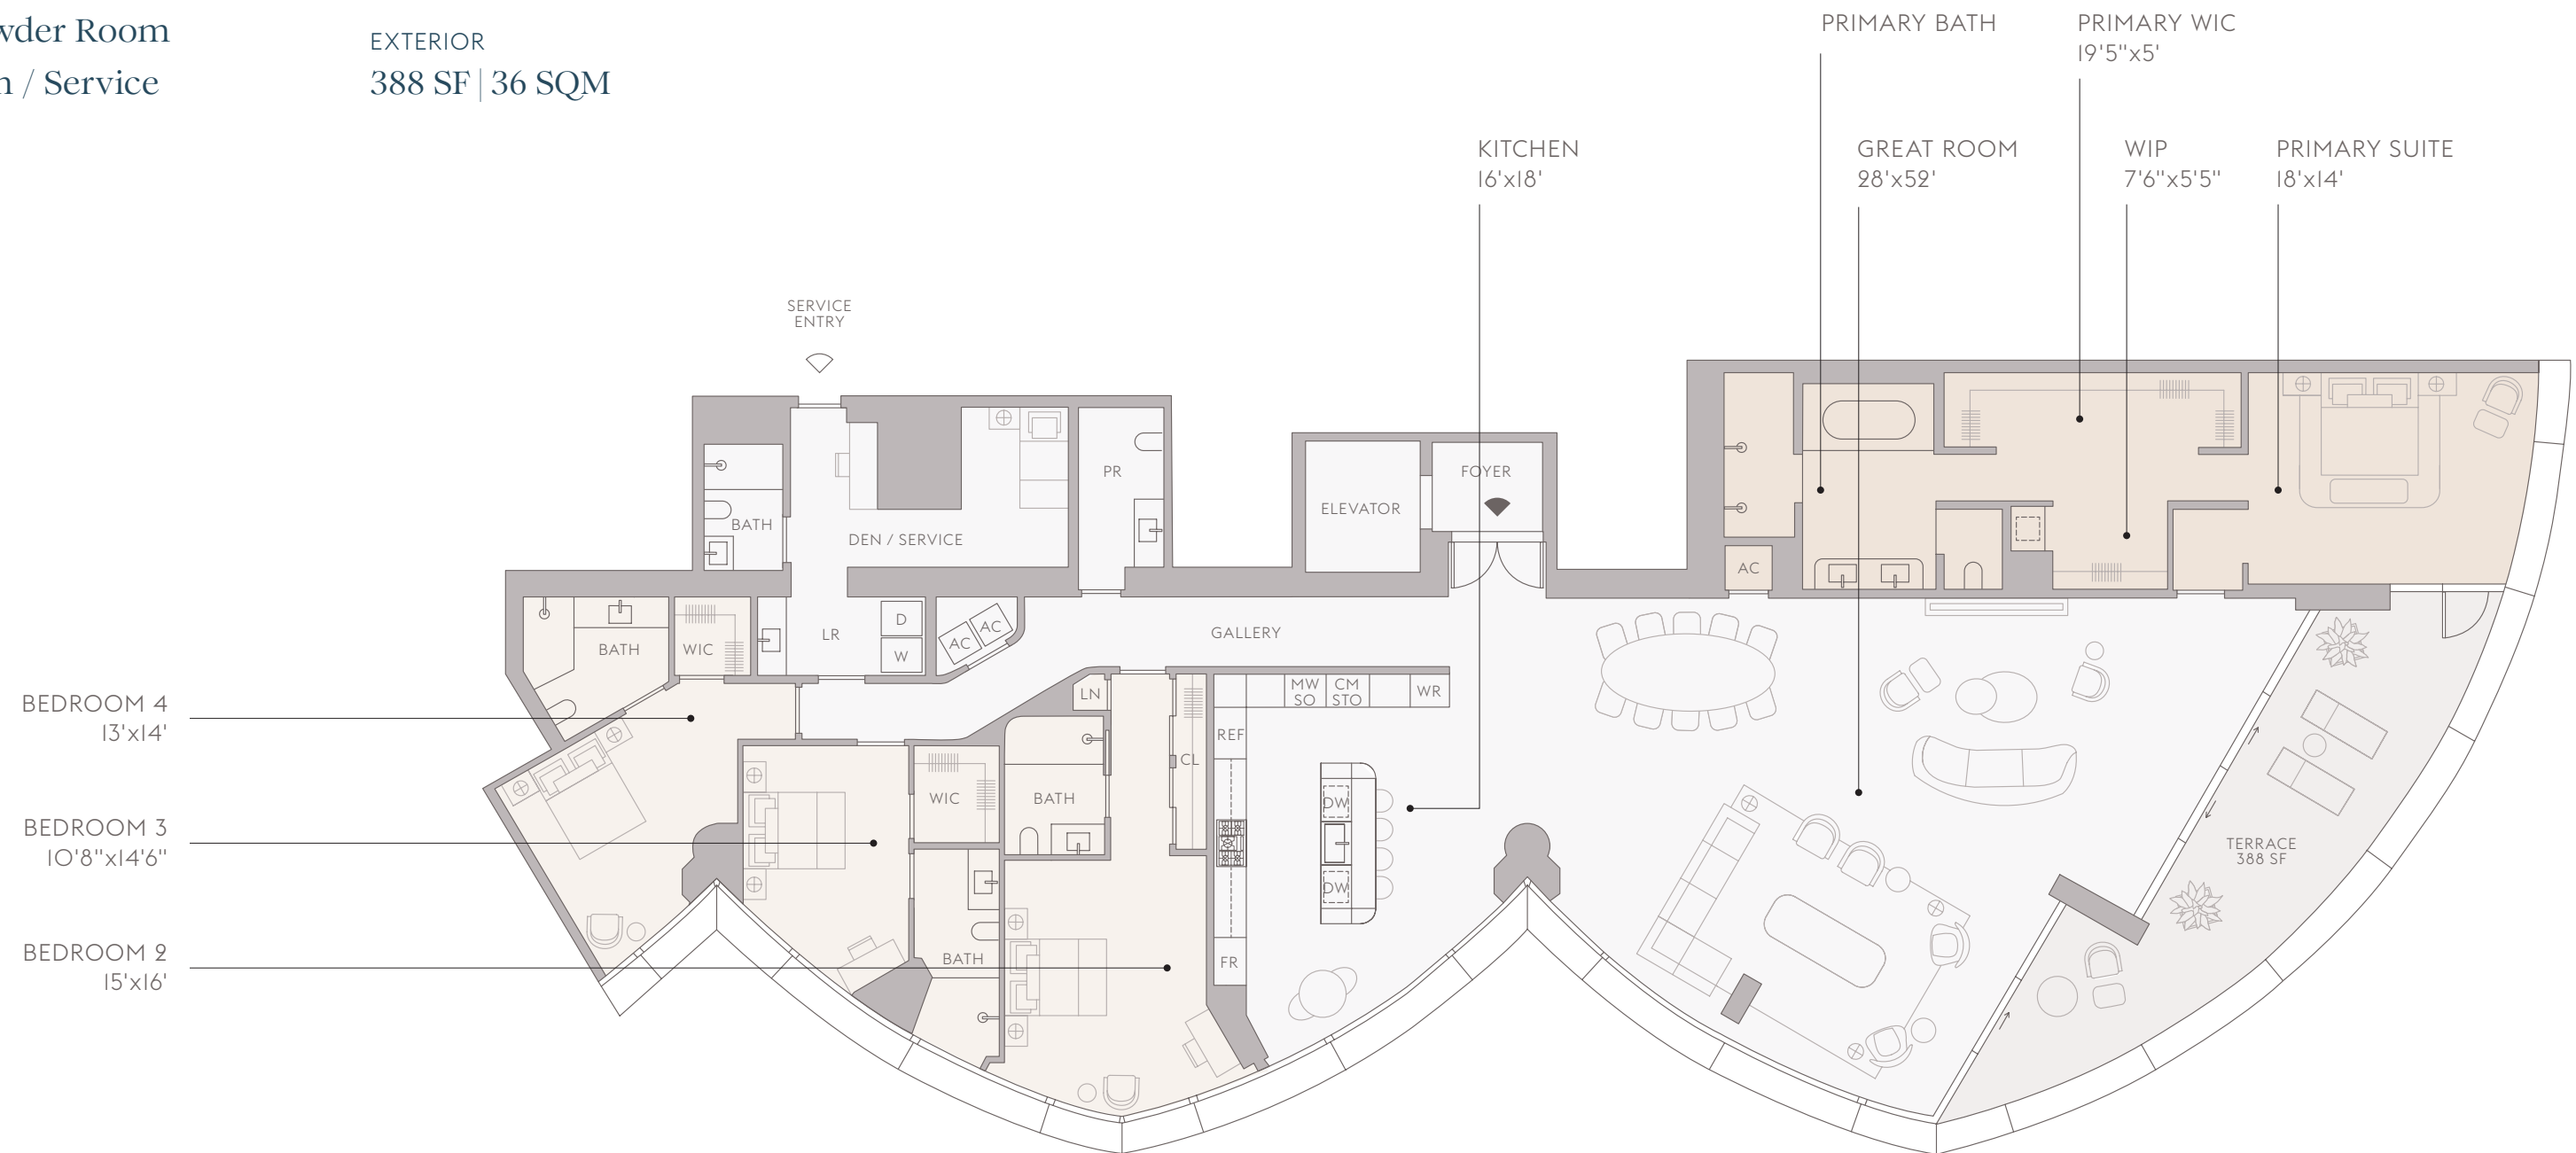 wder Room
n / Service
EXTERIOR
388 SF | 36 SQM
PRIMARY BATH
PRIMARY WIC
19'5"x5'
KITCHEN
16'x18'
GREAT ROOM
28'x52'
WIP
7'6"x5'5"
PRIMARY SUITE
18'x14'
SERVICE
ENTRY
BATH
DEN / SERVICE
PR
ELEVATOR
FOYER
AC
BATH
WIC
LR
D
W
AC
AC
GALLERY
LN
CL
MW
SO
CM
STO
WR
REF
BEDROOM 4
13'x14'
WIC
BATH
DW
DW
BEDROOM 3
10'8"x14'6"
TERRACE
388 SF
BEDROOM 2
15'x16'
BATH
FR